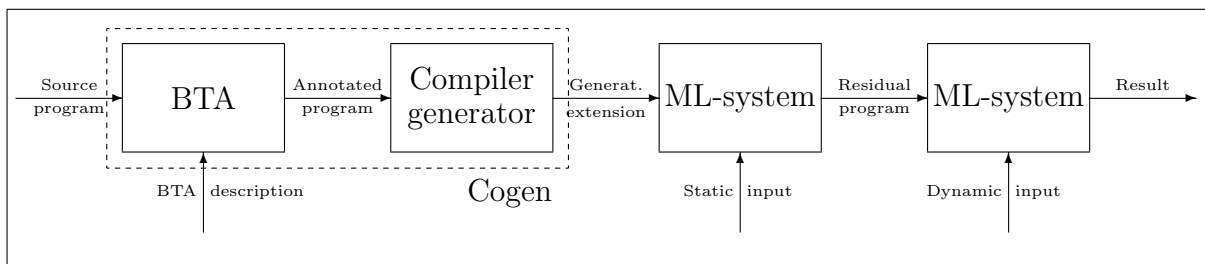 Source
program
BTA
Annotated
program
Compiler
generator
Generat.
extension
ML-system
Residual
program
ML-system
Result
BTA description
Cogen
Static input
Dynamic input